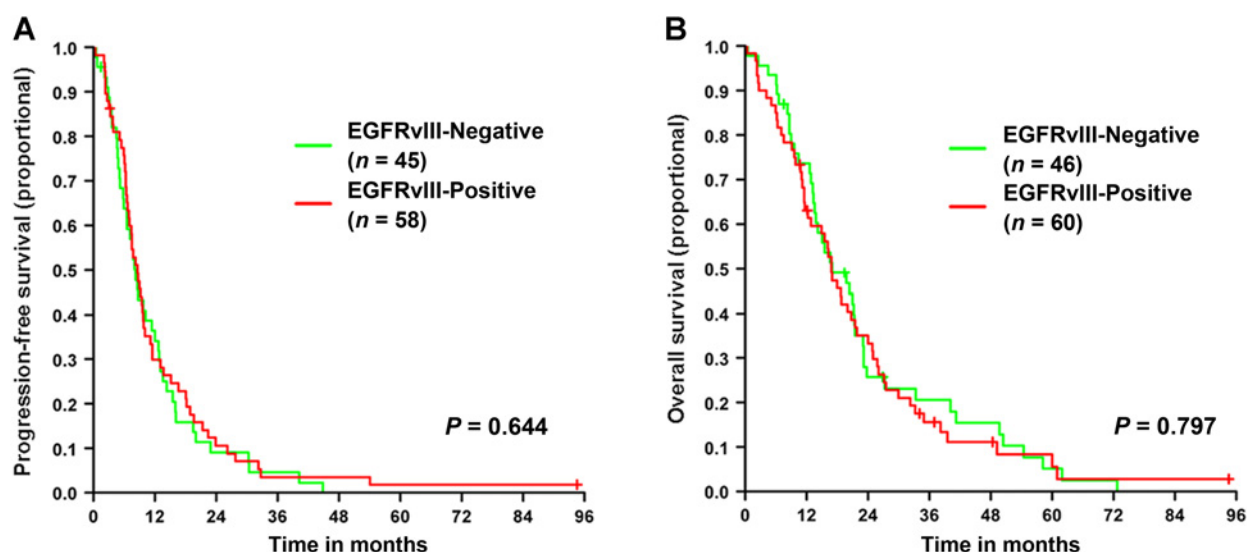 A
Progression-free survival (proportional)
1.0
0.9
0.8
0.7
0.6
0.5
0.4
0.3
0.2
0.1
0.0
EGFRvIII-Negative
(n = 45)
EGFRvIII-Positive
(n = 58)
P = 0.644
0 12 24 36 48 60 72 84 96
Time in months
B
Overall survival (proportional)
1.0
0.9
0.8
0.7
0.6
0.5
0.4
0.3
0.2
0.1
0.0
EGFRvIII-Negative
(n = 46)
EGFRvIII-Positive
(n = 60)
P = 0.797
0 12 24 36 48 60 72 84 96
Time in months